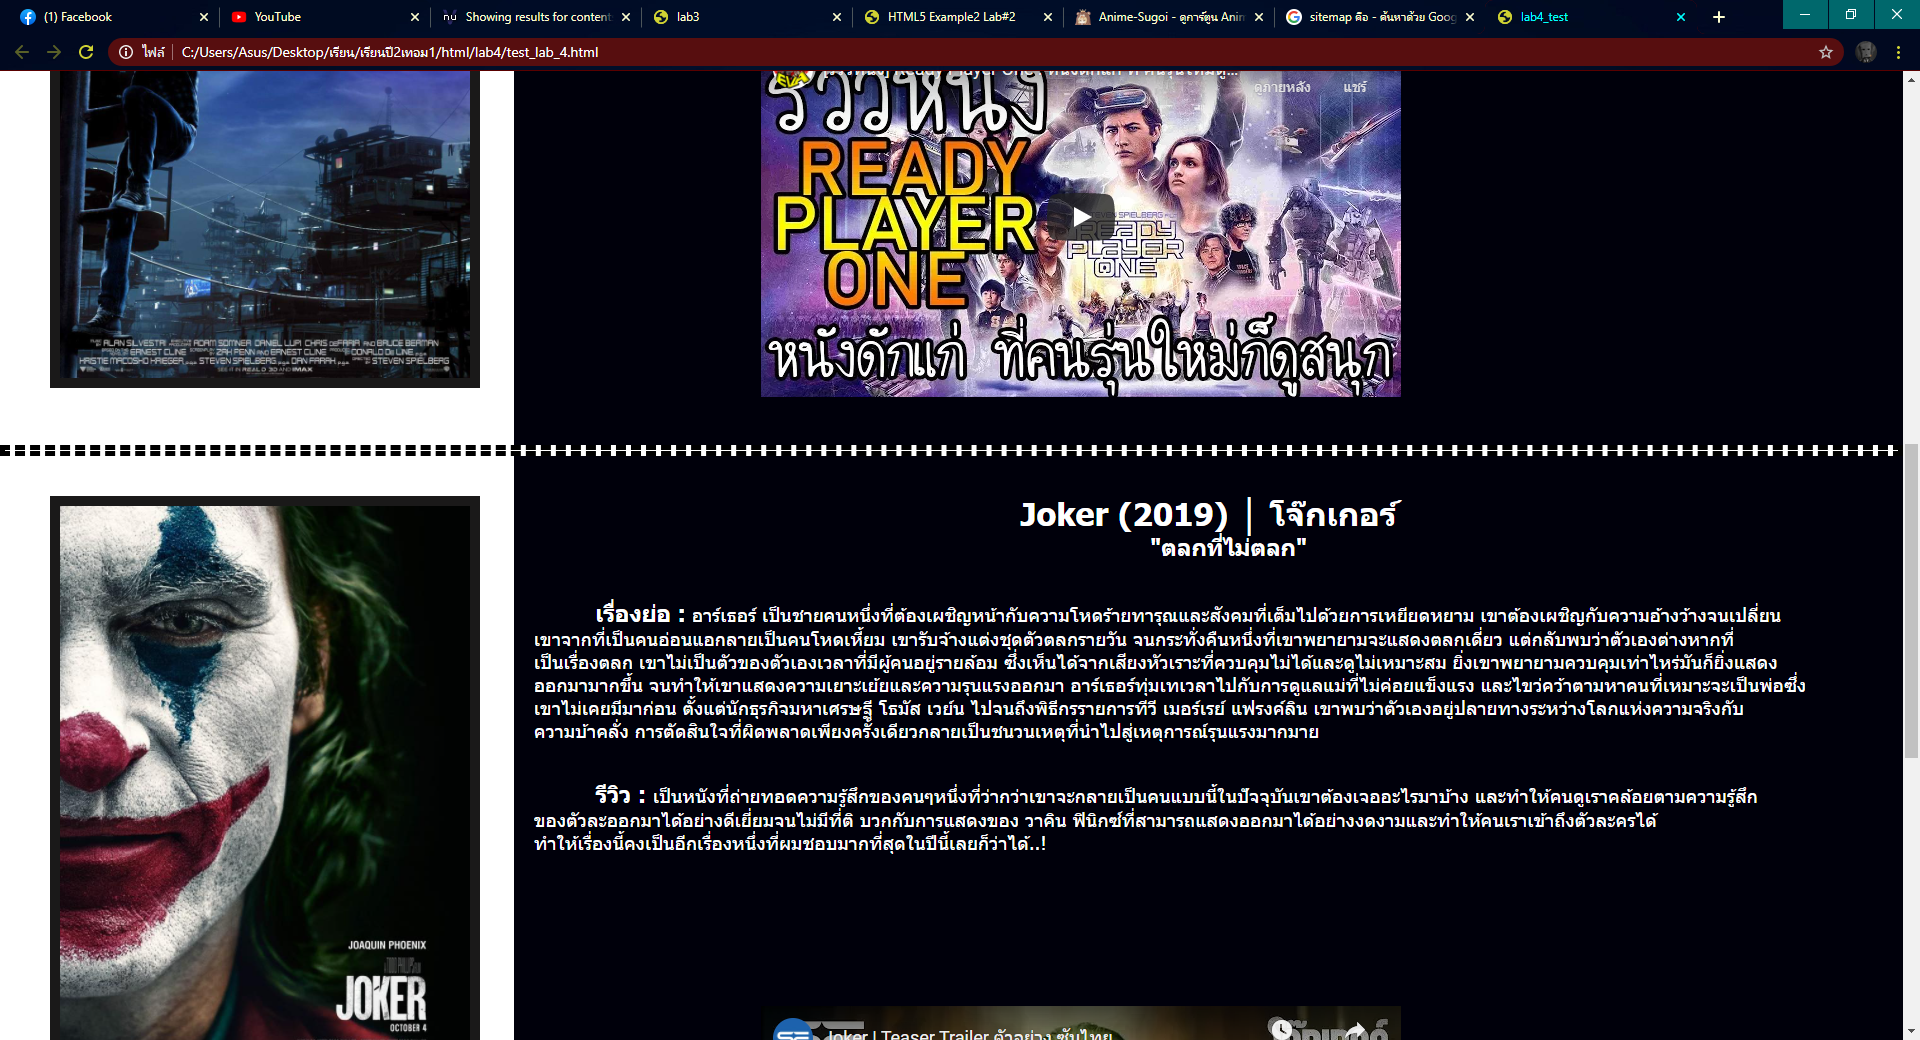 (1) Facebook
YouTube
Showing results for content
lab3
HTML5 Example2 Lab#2
Anime-Sugoi - ดูการ์ตูน Anim
sitemap คือ - ค้นหาด้วย Goog
lab4_test
ไฟล์ | C:/Users/Asus/Desktop/เรียน/เรียนปี2เทอม1/html/lab4/test_lab_4.html
ดูภายหลัง
แชร์
รีวิวหนัง
READY
PLAYER
ONE
STEVEN SPIELBERG
READY
PLAYER
ONE
หนังดักแก่ ที่คนรุ่นใหม่ก็ดูสนุก
ALAN SILVESTRI ADAM SOMNER DANIEL LUPI CHRIS DEFARIA AND BRUCE BERMAN
ERNEST CLINE ZAK PENN AND ERNEST CLINE DONALD DE LINE
KRISTIE MACOSKO KRIEGER STEVEN SPIELBERG DAN FARAH STEVEN SPIELBERG
SEE IT IN REAL D 3D AND IMAX
Joker (2019) | โจ๊กเกอร์
"ตลกที่ไม่ตลก"
เรื่องย่อ : อาร์เธอร์ เป็นชายคนหนึ่งที่ต้องเผชิญหน้ากับความโหดร้ายทารุณและสังคมที่เต็มไปด้วยการเหยียดหยาม เขาต้องเผชิญกับความอ้างว้างจนเปลี่ยน
เขาจากที่เป็นคนอ่อนแอกลายเป็นคนโหดเหี้ยม เขารับจ้างแต่งชุดตัวตลกรายวัน จนกระทั่งคืนหนึ่งที่เขาพยายามจะแสดงตลกเดี่ยว แต่กลับพบว่าตัวเองต่างหากที่
เป็นเรื่องตลก เขาไม่เป็นตัวของตัวเองเวลาที่มีผู้คนอยู่รายล้อม ซึ่งเห็นได้จากเสียงหัวเราะที่ควบคุมไม่ได้และดูไม่เหมาะสม ยิ่งเขาพยายามควบคุมเท่าไหร่มันก็ยิ่งแสดง
ออกมามากขึ้น จนทำให้เขาแสดงความเยาะเย้ยและความรุนแรงออกมา อาร์เธอร์ทุ่มเทเวลาไปกับการดูแลแม่ที่ไม่ค่อยแข็งแรง และไขว่คว้าตามหาคนที่เหมาะจะเป็นพ่อซึ่ง
เขาไม่เคยมีมาก่อน ตั้งแต่นักธุรกิจมหาเศรษฐี โธมัส เวย์น ไปจนถึงพิธีกรรายการทีวี เมอร์เรย์ แฟรงค์ลิน เขาพบว่าตัวเองอยู่ปลายทางระหว่างโลกแห่งความจริงกับ
ความบ้าคลั่ง การตัดสินใจที่ผิดพลาดเพียงครั้งเดียวกลายเป็นชนวนเหตุที่นำไปสู่เหตุการณ์รุนแรงมากมาย
รีวิว : เป็นหนังที่ถ่ายทอดความรู้สึกของคนๆหนึ่งที่ว่ากว่าเขาจะกลายเป็นคนแบบนี้ในปัจจุบันเขาต้องเจออะไรมาบ้าง และทำให้คนดูเราคล้อยตามความรู้สึก
ของตัวละออกมาได้อย่างดีเยี่ยมจนไม่มีที่ติ บวกกับการแสดงของ วาคิน ฟินิกซ์ที่สามารถแสดงออกมาได้อย่างงดงามและทำให้คนเราเข้าถึงตัวละครได้
ทำให้เรื่องนี้คงเป็นอีกเรื่องหนึ่งที่ผมชอบมากที่สุดในปีนี้เลยก็ว่าได้..!
JOAQUIN PHOENIX
JOKER
OCTOBER 4
Joker | Teaser Trailer ตัวอย่าง ซับไทย